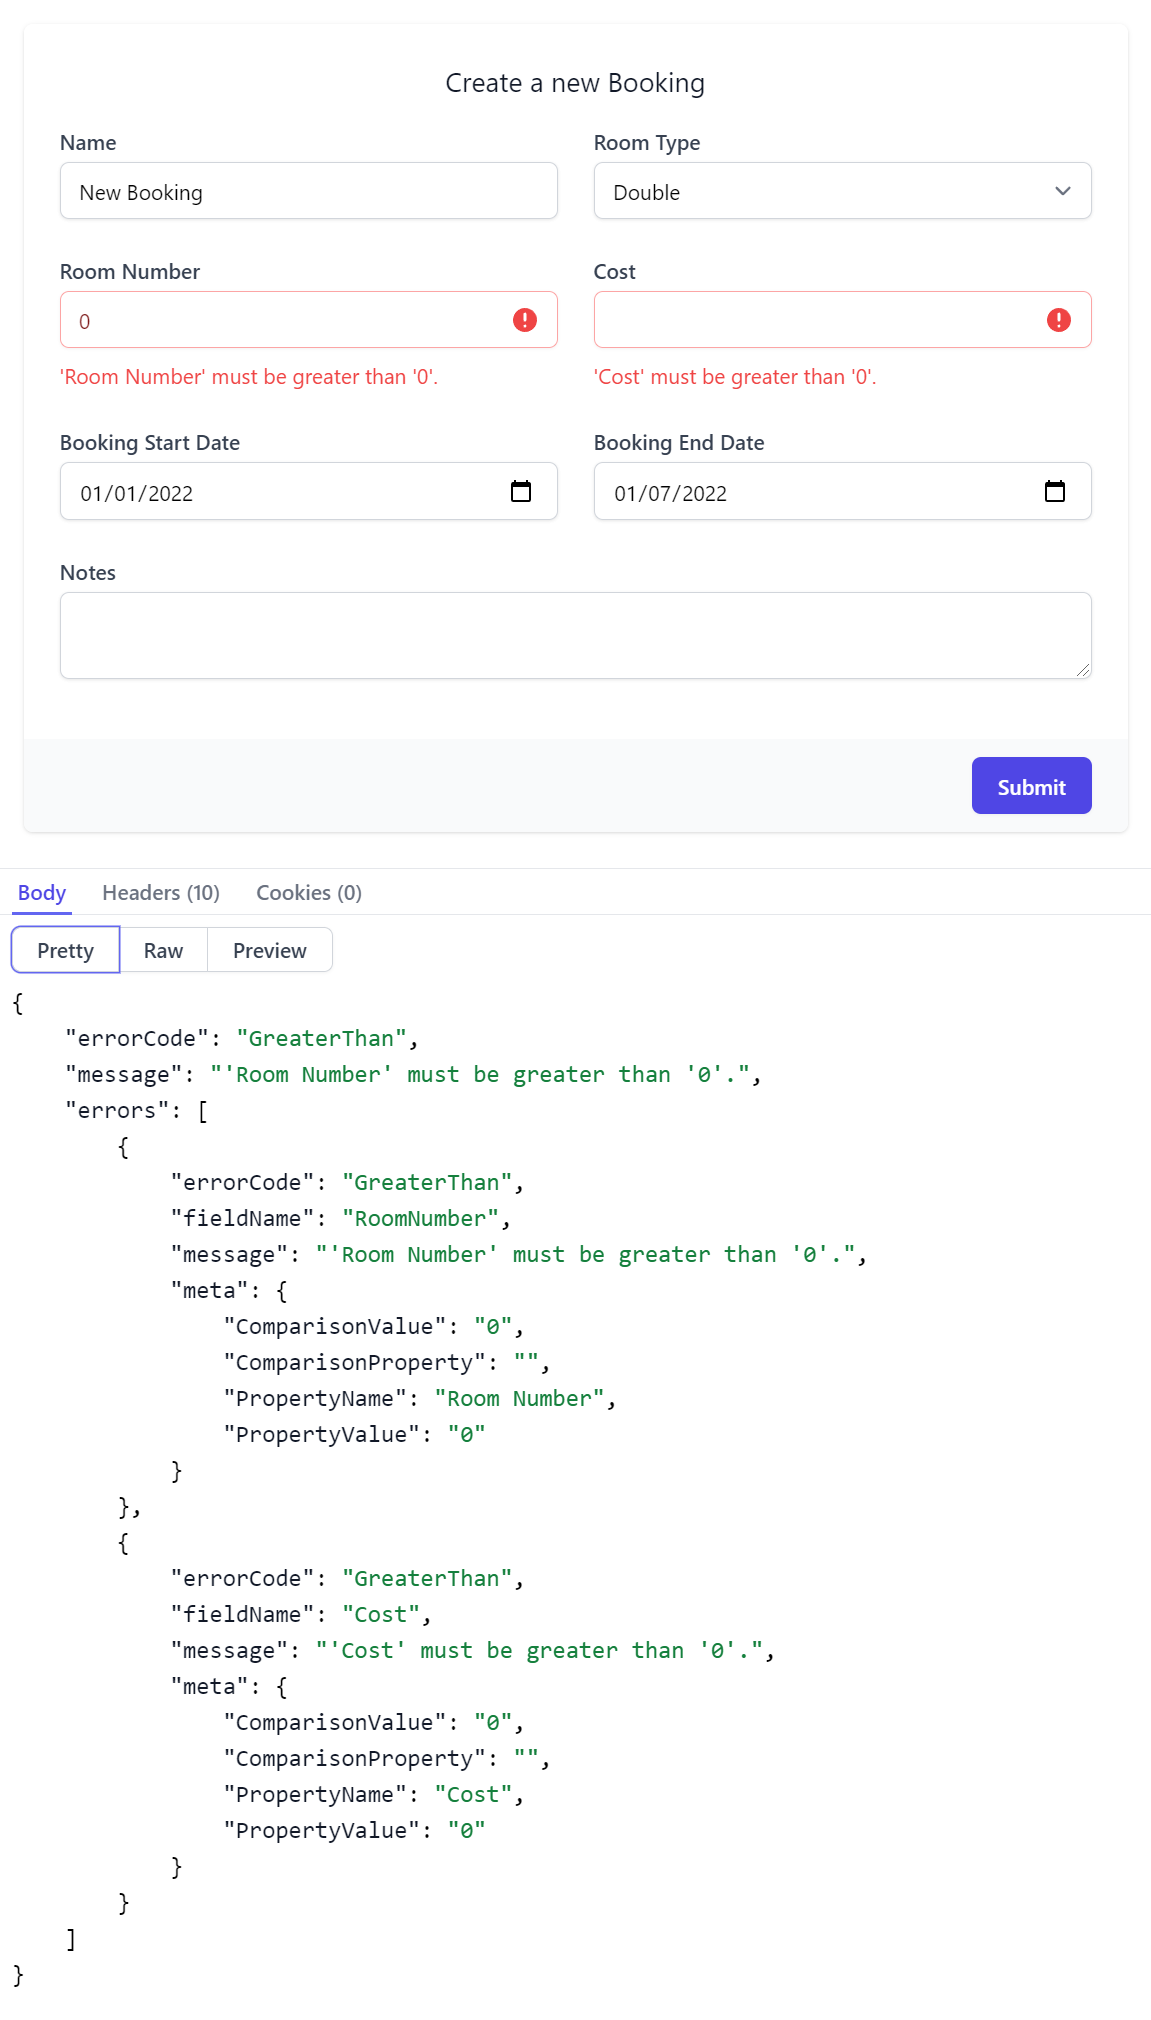 Create a new Booking
Name
Room Type
New Booking
Double
Room Number
Cost
0
'Room Number' must be greater than '0'.
'Cost' must be greater than '0'.
Booking Start Date
Booking End Date
01/01/2022
01/07/2022
Notes
Submit
Body
Headers (10)
Cookies (0)
Pretty
Raw
Preview
{
    "errorCode": "GreaterThan",
    "message": "'Room Number' must be greater than '0'.",
    "errors": [
        {
            "errorCode": "GreaterThan",
            "fieldName": "RoomNumber",
            "message": "'Room Number' must be greater than '0'.",
            "meta": {
                "ComparisonValue": "0",
                "ComparisonProperty": "",
                "PropertyName": "Room Number",
                "PropertyValue": "0"
            }
        },
        {
            "errorCode": "GreaterThan",
            "fieldName": "Cost",
            "message": "'Cost' must be greater than '0'.",
            "meta": {
                "ComparisonValue": "0",
                "ComparisonProperty": "",
                "PropertyName": "Cost",
                "PropertyValue": "0"
            }
        }
    ]
}